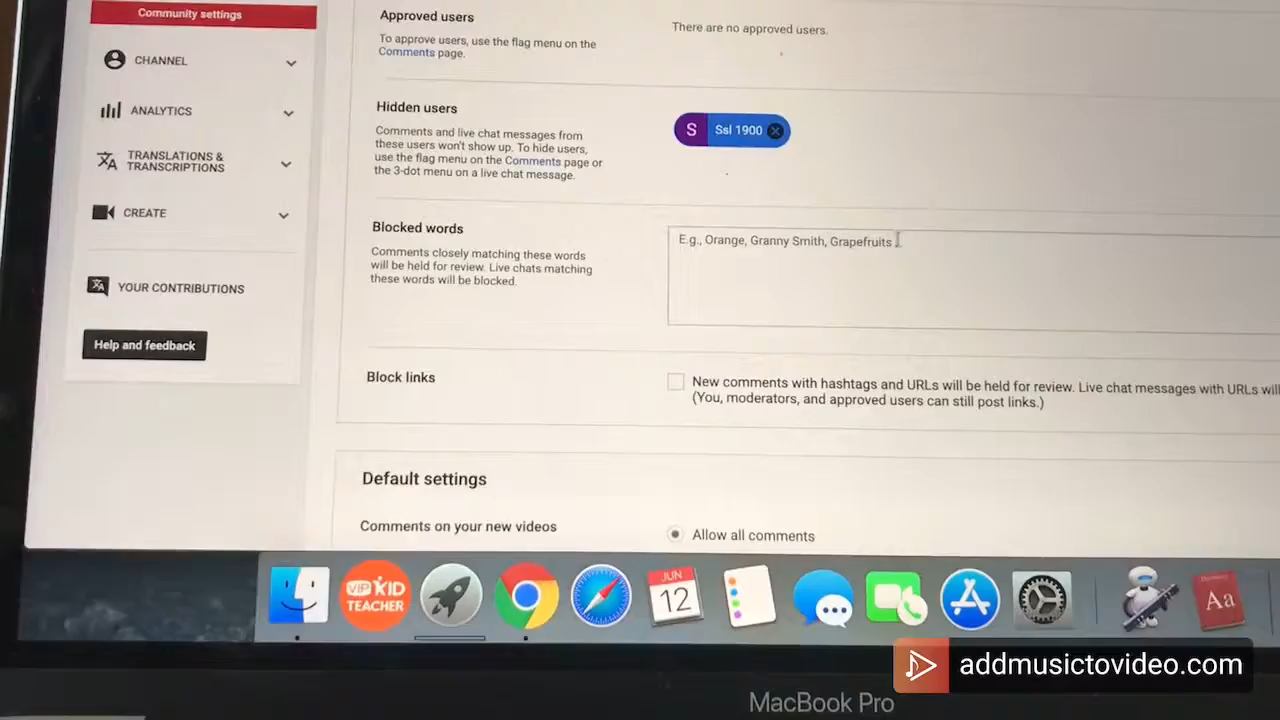 Community settings
CHANNEL
ANALYTICS
TRANSLATIONS &
TRANSCRIPTIONS
CREATE
YOUR CONTRIBUTIONS
Help and feedback
Approved users
To approve users, use the flag menu on the
Comments page.
There are no approved users.
Hidden users
Comments and live chat messages from
these users won't show up. To hide users,
use the flag menu on the Comments page or
the 3-dot menu on a live chat message.
S Ssl 1900
Blocked words
Comments closely matching these words
will be held for review. Live chats matching
these words will be blocked.
E.g., Orange, Granny Smith, Grapefruits
Block links
New comments with hashtags and URLs will be held for review. Live chat messages with URLs wil
(You, moderators, and approved users can still post links.)
Default settings
Comments on your new videos
Allow all comments
VIPKID
TEACHER
JUN
12
Aa
addmusictovideo.com
MacBook Pro